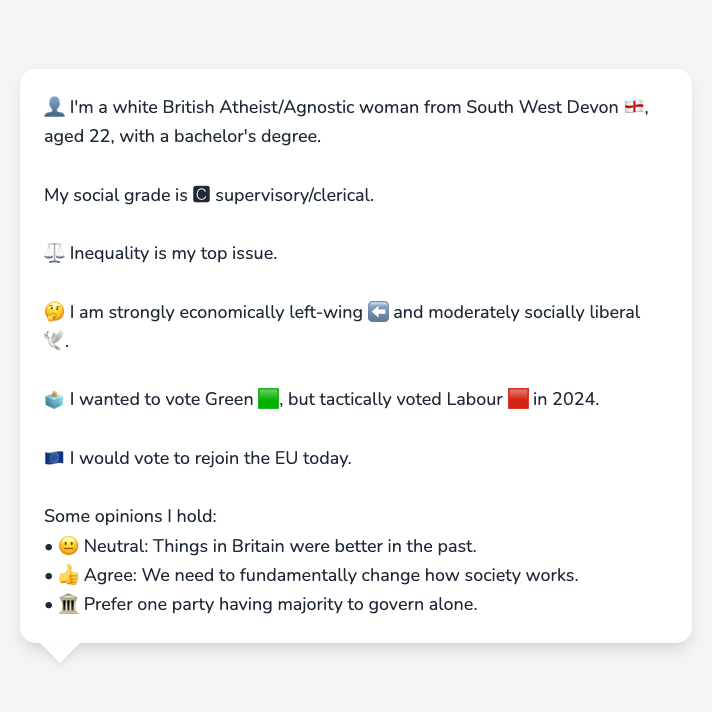 👤 I'm a white British Atheist/Agnostic woman from South West Devon 🏴󠁧󠁢󠁥󠁮󠁧󠁿,
aged 22, with a bachelor's degree.
My social grade is 🅲 supervisory/clerical.
⚖️ Inequality is my top issue.
🤔 I am strongly economically left-wing ⬅️ and moderately socially liberal
🕊️.
🗳️ I wanted to vote Green 🟩, but tactically voted Labour 🟥 in 2024.
🇪🇺 I would vote to rejoin the EU today.
Some opinions I hold:
• 😐 Neutral: Things in Britain were better in the past.
• 👍 Agree: We need to fundamentally change how society works.
• 🏛️ Prefer one party having majority to govern alone.